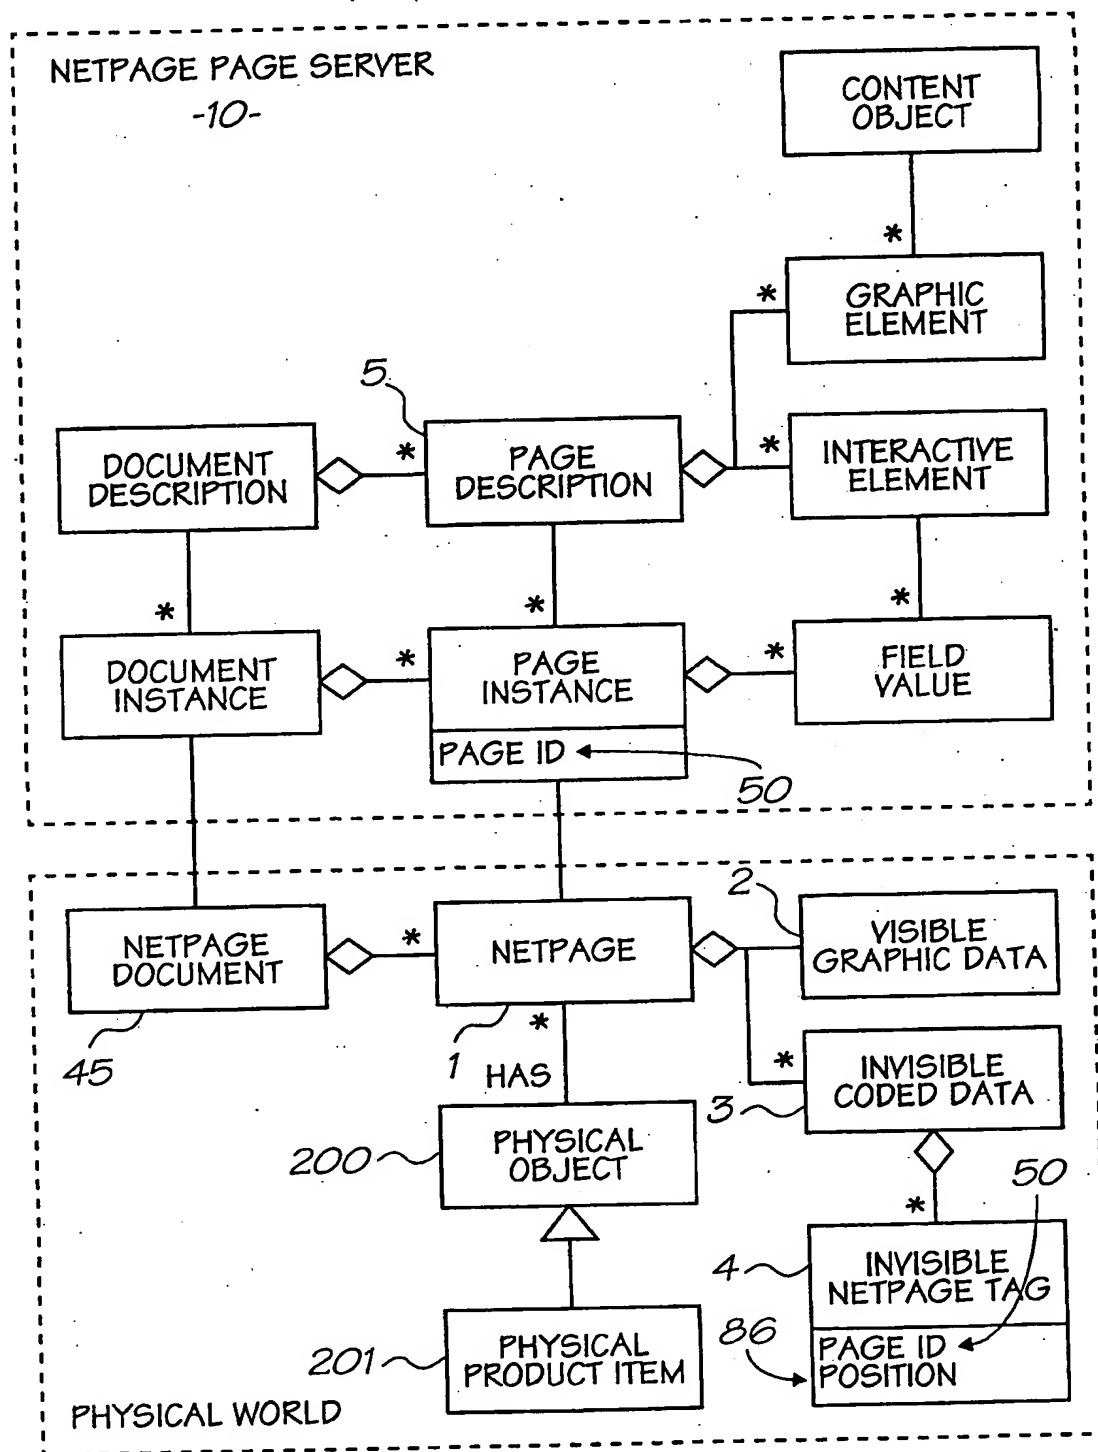 NETPAGE PAGE SERVER
-10-
CONTENT
OBJECT
*
*
GRAPHIC
ELEMENT
5
DOCUMENT
DESCRIPTION
*
PAGE
DESCRIPTION
*
INTERACTIVE
ELEMENT
*
*
*
DOCUMENT
INSTANCE
*
PAGE
INSTANCE
*
FIELD
VALUE
PAGE ID
50
2
NETPAGE
DOCUMENT
*
NETPAGE
VISIBLE
GRAPHIC DATA
45
1
*
HAS
*
INVISIBLE
CODED DATA
3
200
PHYSICAL
OBJECT
50
*
4
INVISIBLE
NETPAGE TAG
86
PAGE ID
POSITION
201
PHYSICAL
PRODUCT ITEM
PHYSICAL WORLD